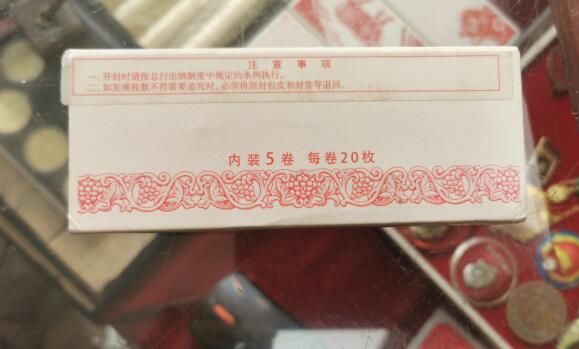 注意事项
一、开封时请按总行出纳制度中规定的条例执行。
二、如发现枚数不符需要追究时、必须将原封包皮和封签等退回。
内装5卷 每卷20枚